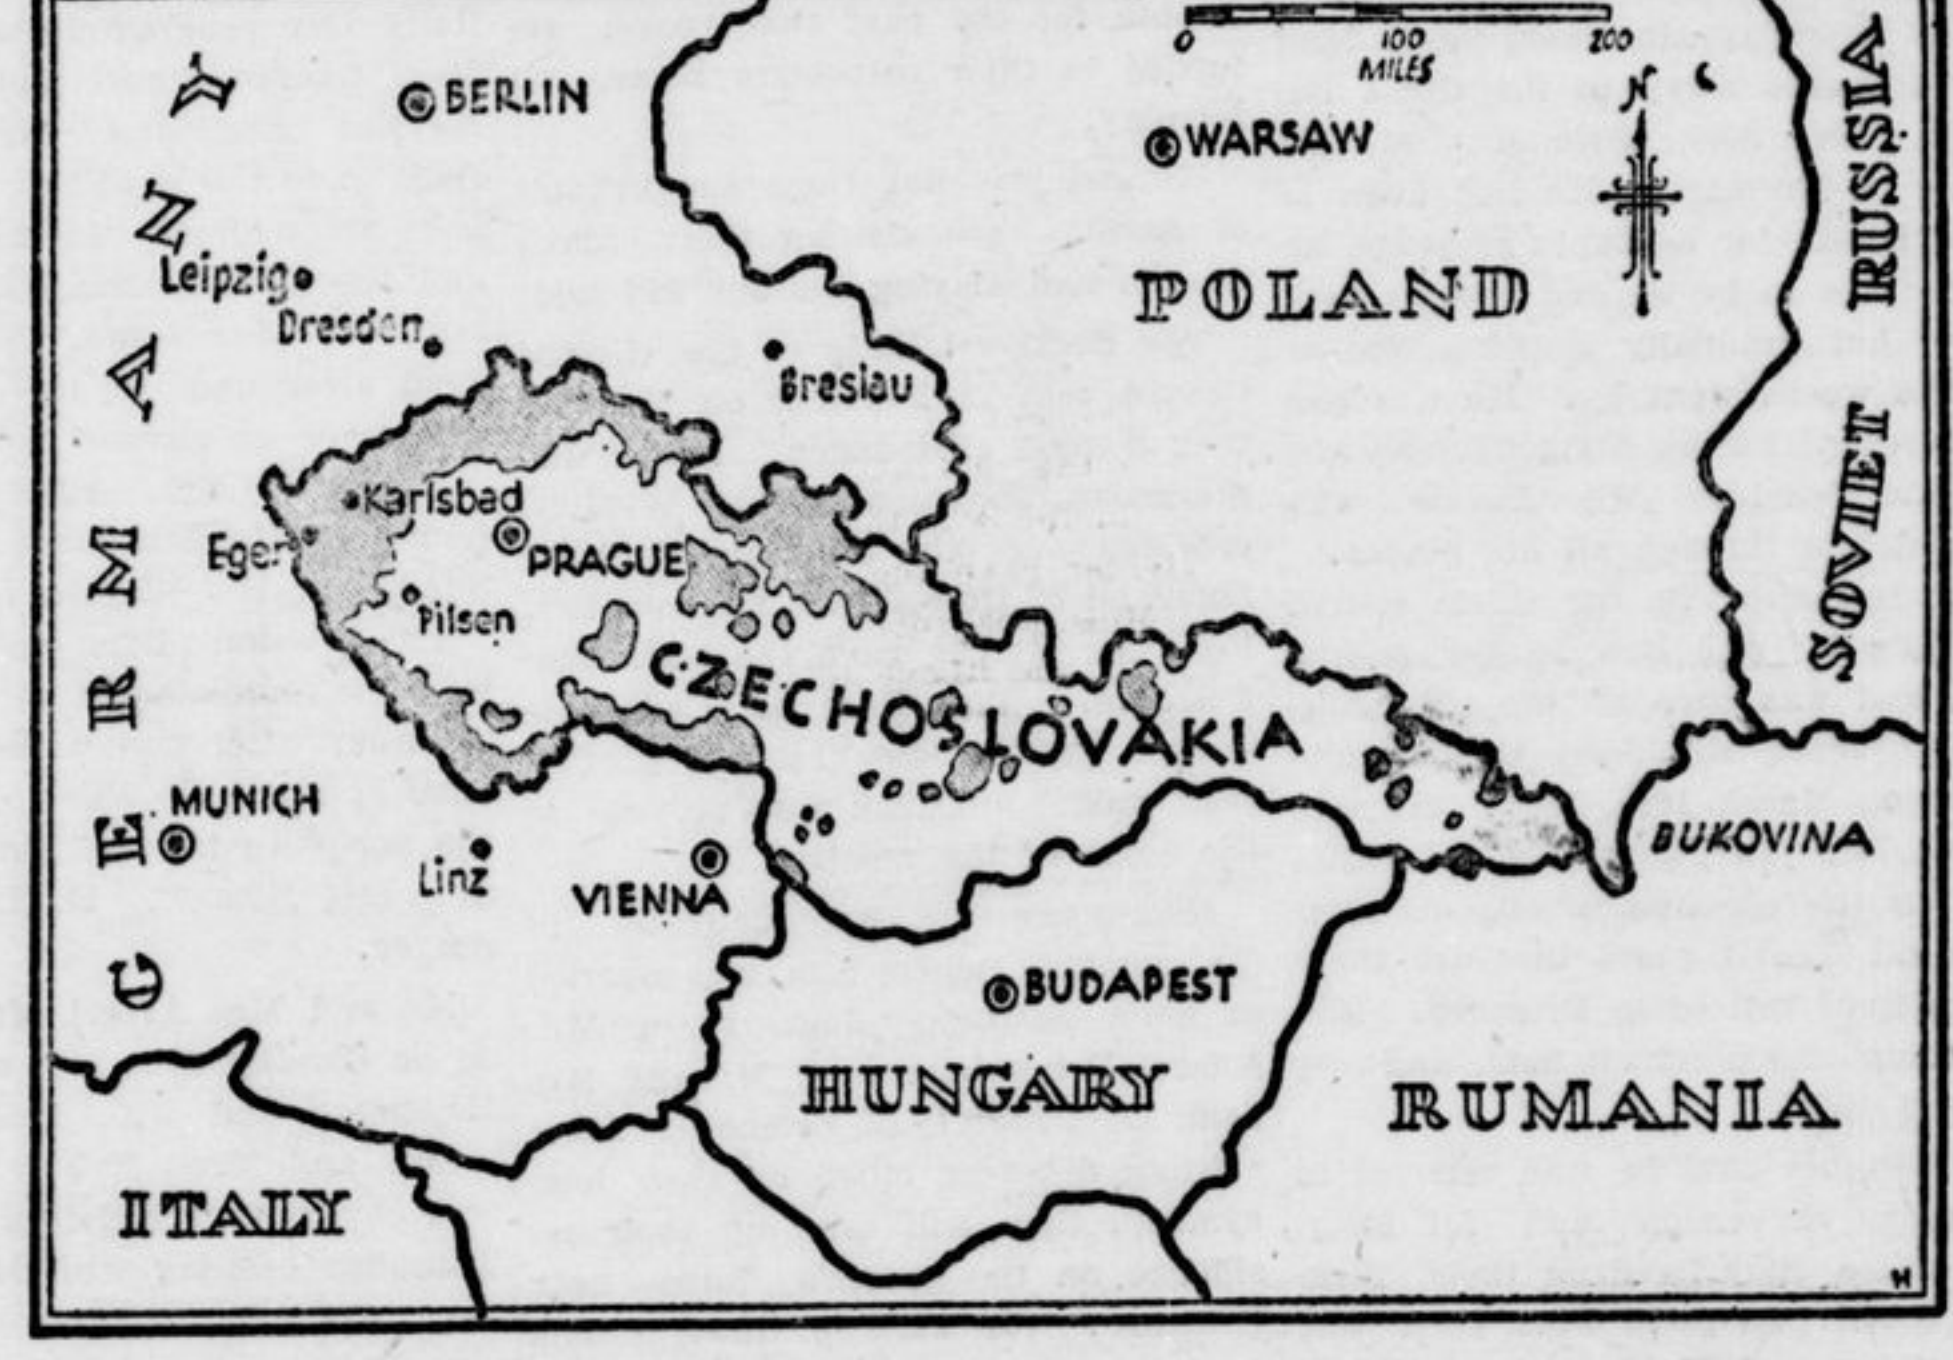 0 100 200
MILES
N
BERLIN
WARSAW
POLAND
SOVIET RUSSIA
GERMANY
Leipzig
Dresden
Breslau
Karlsbad
Eger
PRAGUE
Pilsen
CZECHOSLOVAKIA
MUNICH
Linz
VIENNA
BUKOVINA
BUDAPEST
HUNGARY
RUMANIA
ITALY
H